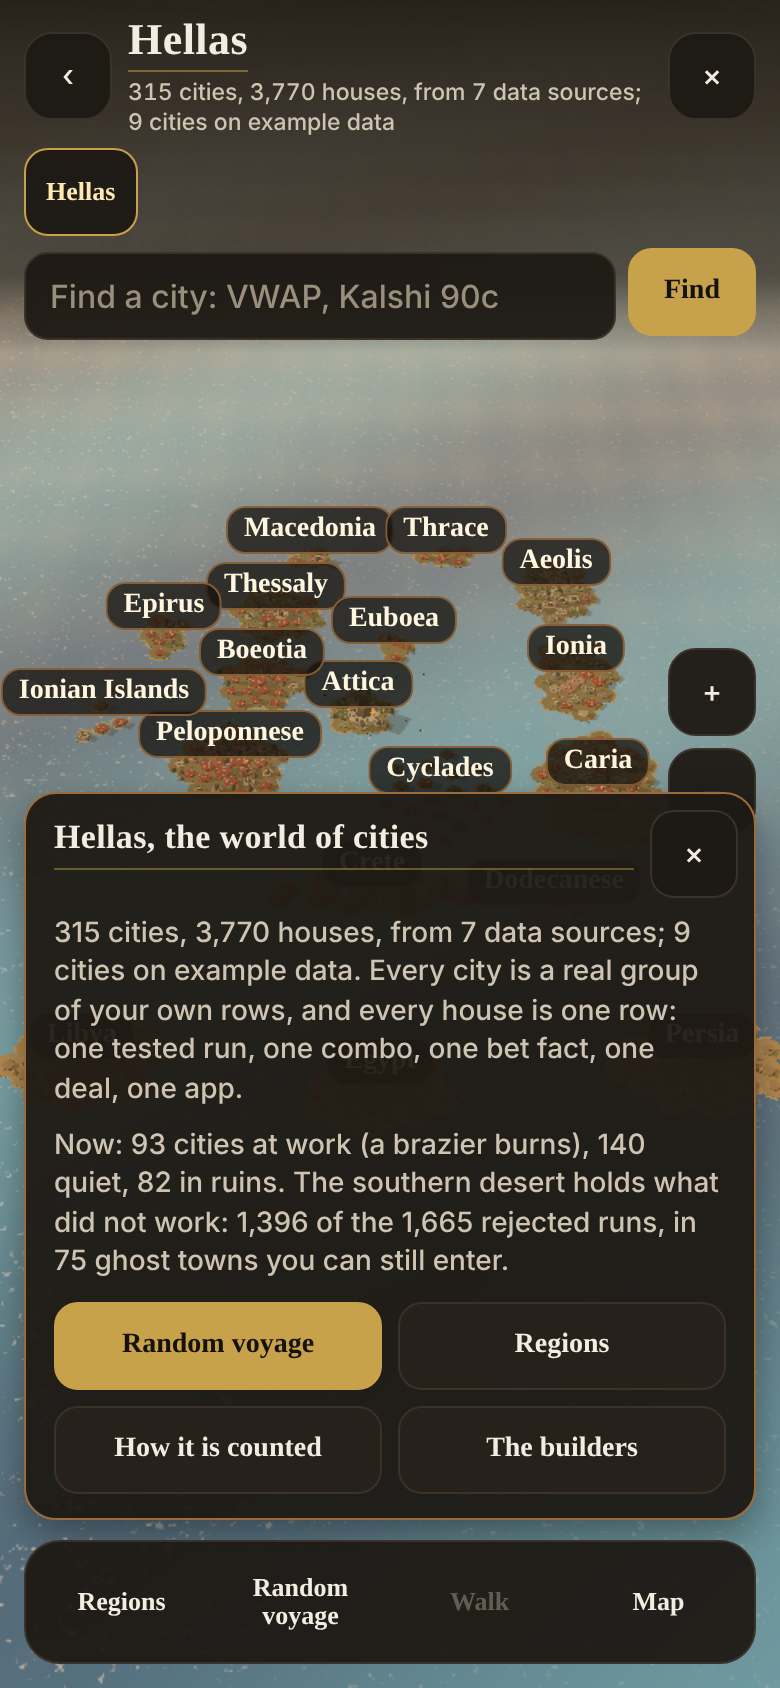 Hellas
315 cities, 3,770 houses, from 7 data sources;
9 cities on example data
Hellas
Find a city: VWAP, Kalshi 90c
Find
Macedonia
Thrace
Aeolis
Thessaly
Epirus
Euboea
Boeotia
Ionia
Attica
Ionian Islands
Peloponnese
Cyclades
Caria
Hellas, the world of cities
Crete
Dodecanese
315 cities, 3,770 houses, from 7 data sources; 9
cities on example data. Every city is a real group
of your own rows, and every house is one row:
Libya
Persia
one tested run, one combo, one bet fact, one
Egypt
deal, one app.
Now: 93 cities at work (a brazier burns), 140
quiet, 82 in ruins. The southern desert holds what
did not work: 1,396 of the 1,665 rejected runs, in
75 ghost towns you can still enter.
Random voyage
Regions
How it is counted
The builders
Regions
Random
voyage
Walk
Map